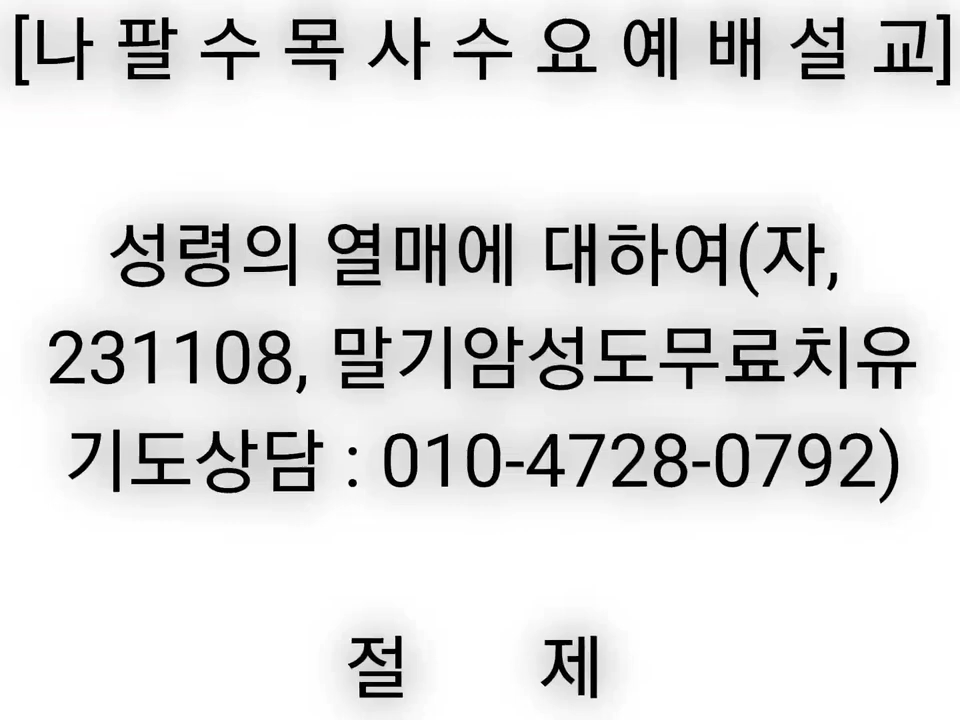 [나 팔 수 목 사 수 요 예 배 설 교]
성령의 열매에 대하여(자,
231108, 말기암성도무료치유
기도상담 : 010-4728-0792)
절 제